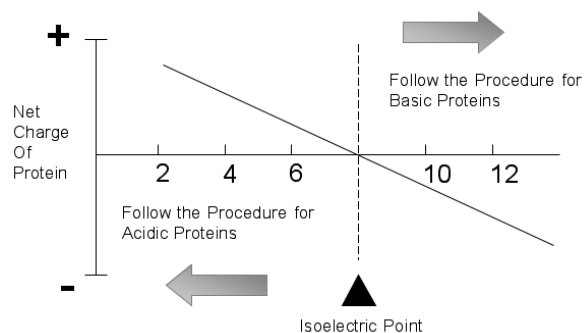 +
Follow the Procedure for
Basic Proteins
Net
Charge
Of
Protein
2 4 6 10 12
Follow the Procedure for
Acidic Proteins
-
Isoelectric Point